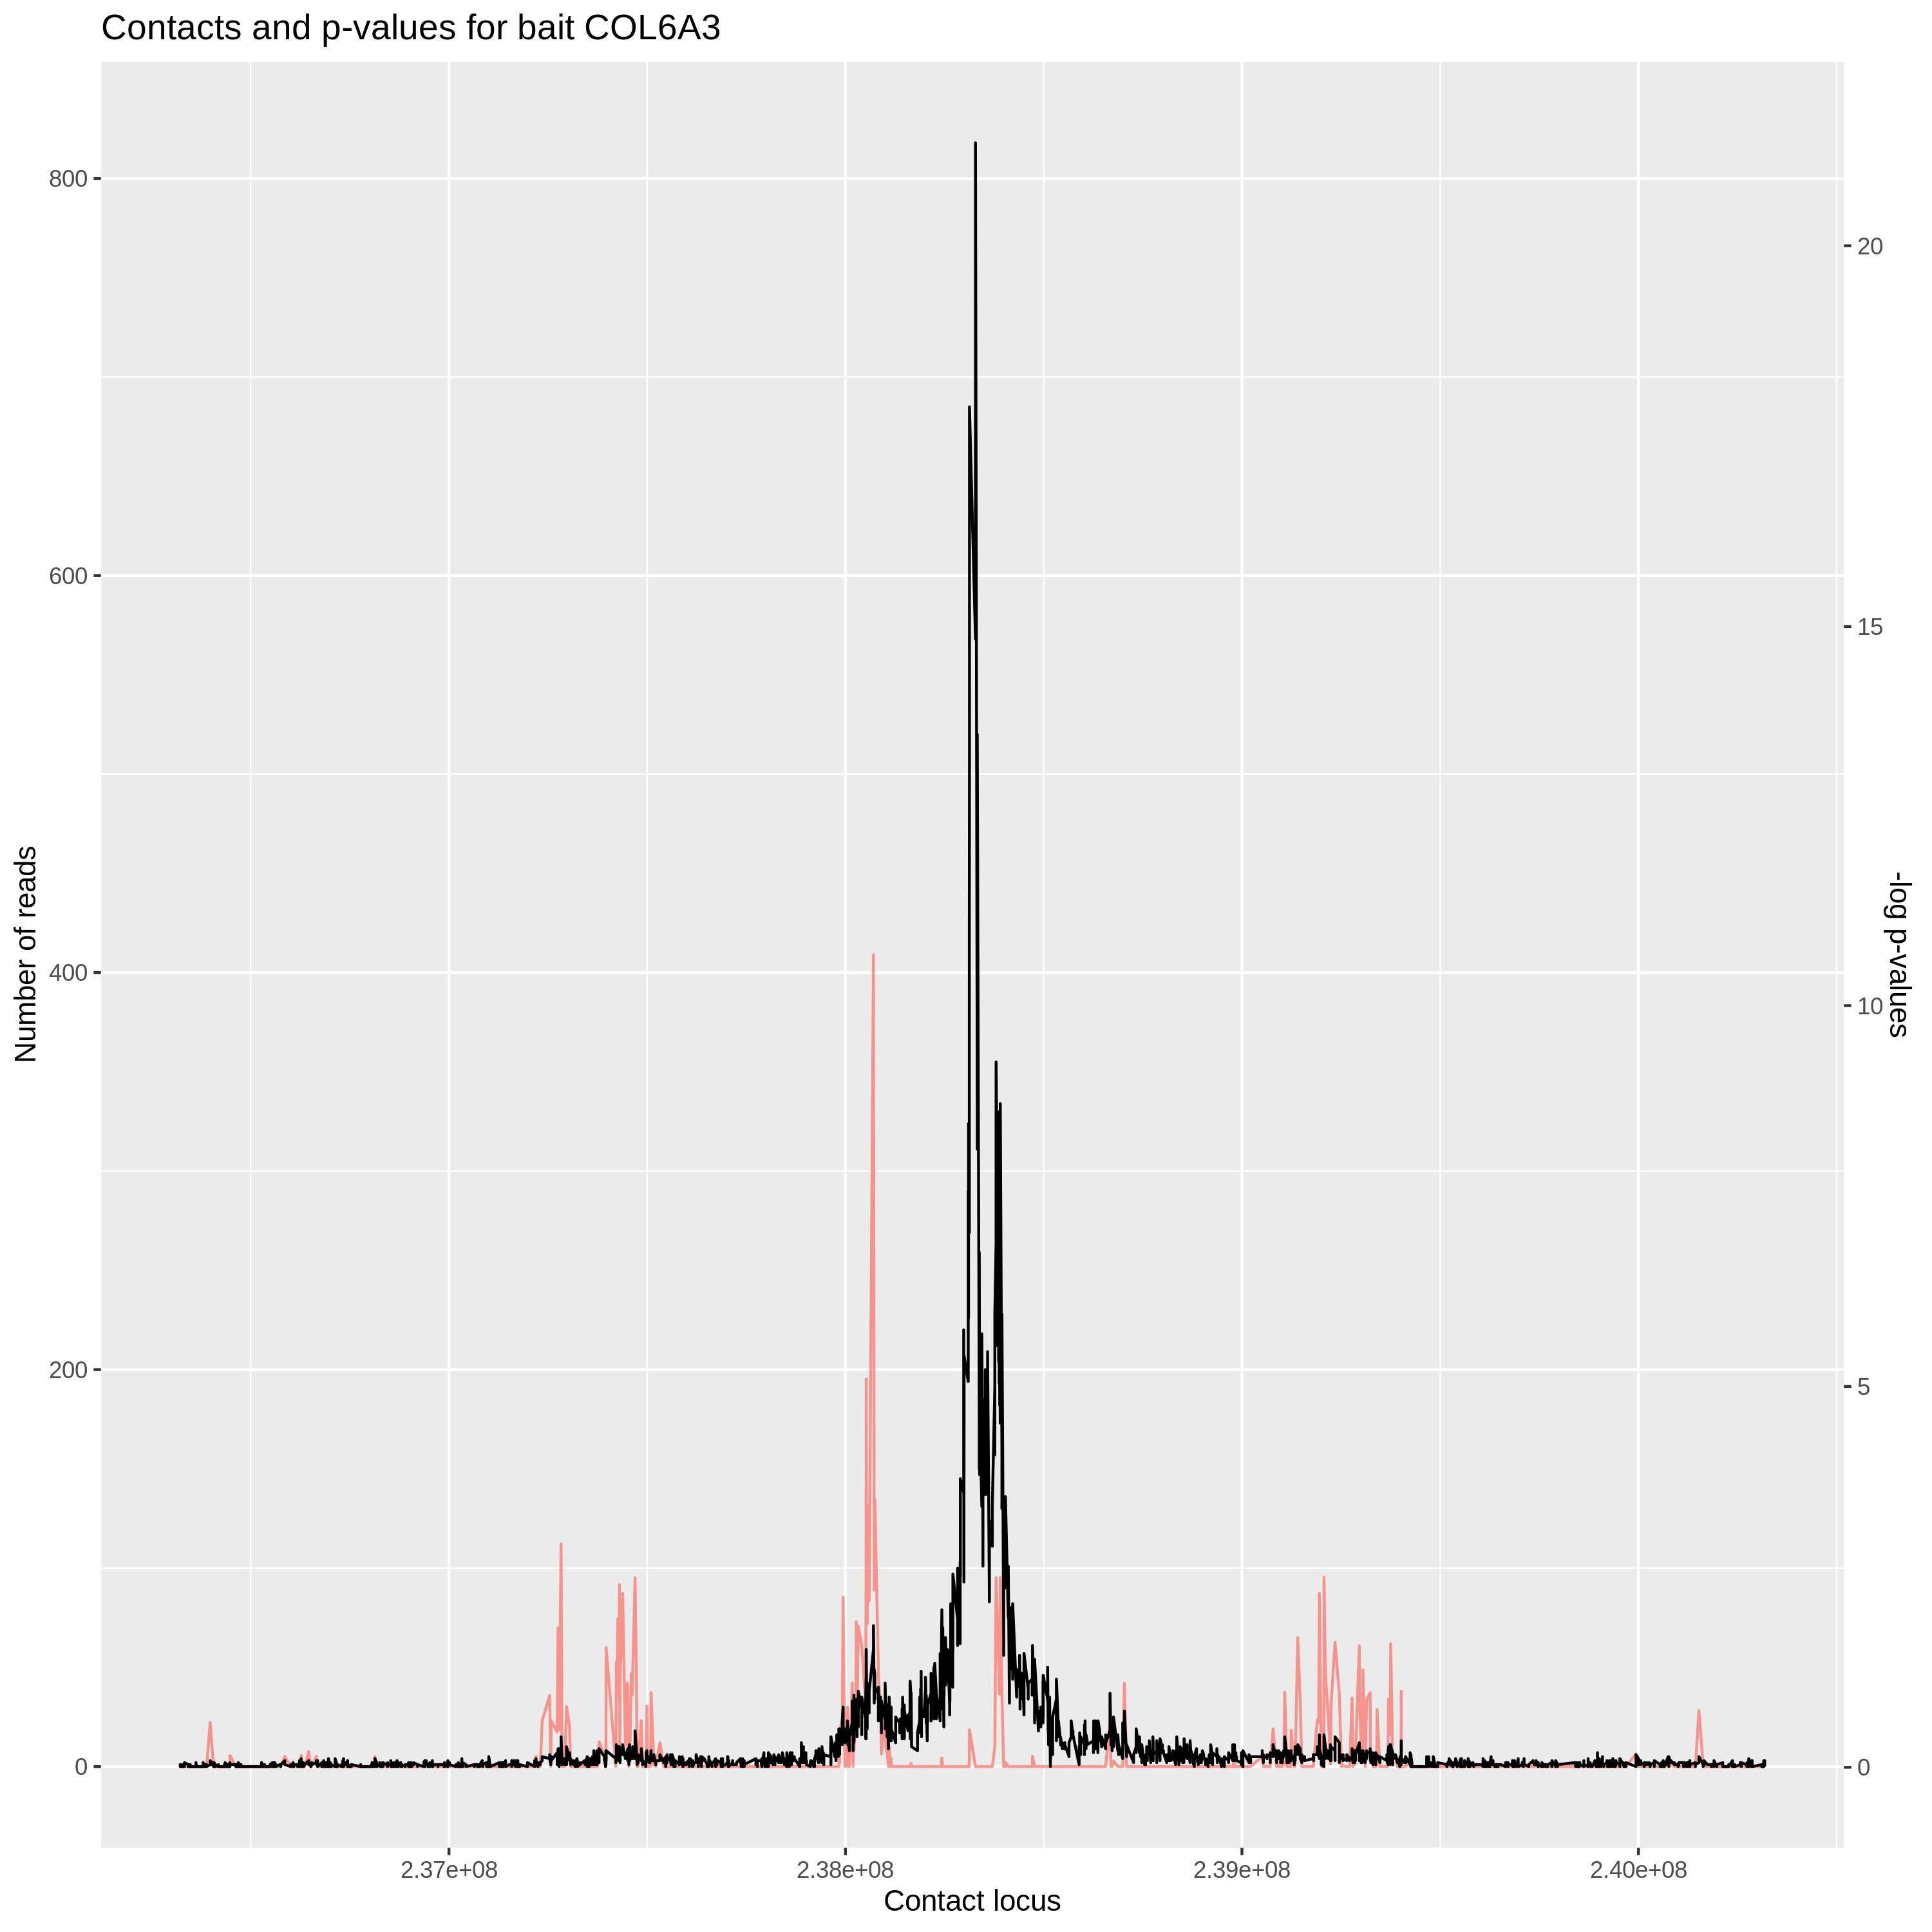 Contacts and p-values for bait COL6A3
800
600
400
200
0
Number of reads
20
15
10
5
0
-log p-values
2.37e+08 2.38e+08 2.39e+08 2.40e+08
Contact locus